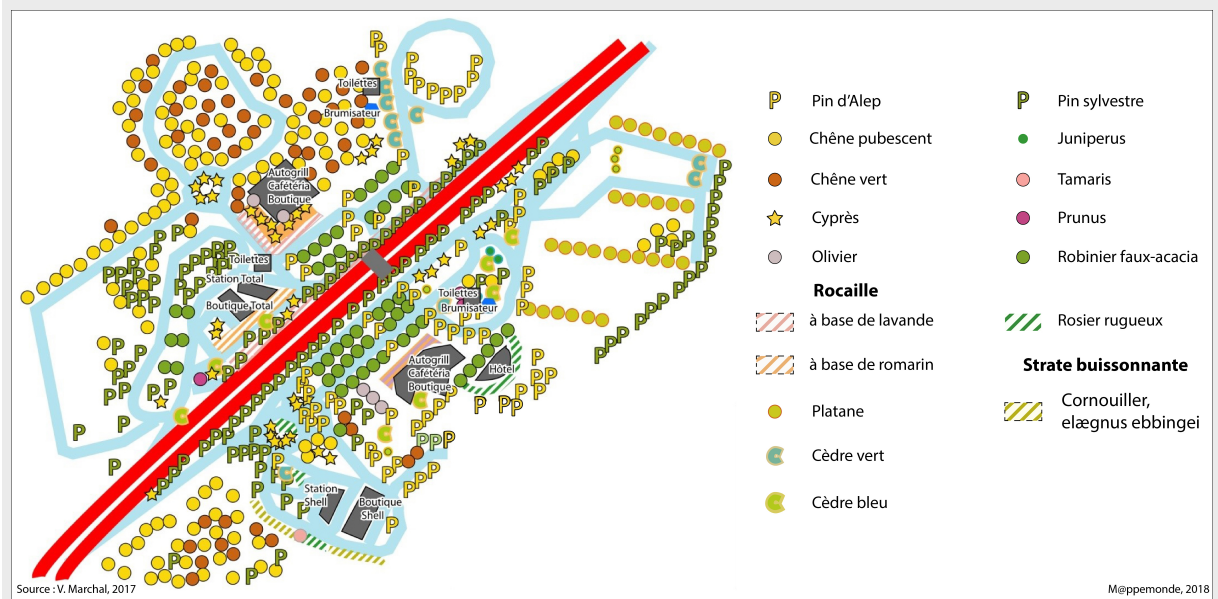 Toilettes
Brumisateur
Autogrill
Cafétéria
Boutique
Toilettes
Station Total
Boutique Total
Toilettes
Brumisateur
Autogrill
Cafétéria
Boutique
Hôtel
Station
Shell
Boutique
Shell
Pin d'Alep
Chêne pubescent
Chêne vert
Cyprès
Olivier
Rocaille
à base de lavande
à base de romarin
Platane
Cèdre vert
Cèdre bleu
Pin sylvestre
Juniperus
Tamaris
Prunus
Robinier faux-acacia
Rosier rugueux
Strate buissonnante
Cornouiller,
elægnus ebbingei
Source : V. Marchal, 2017
M@ppemonde, 2018